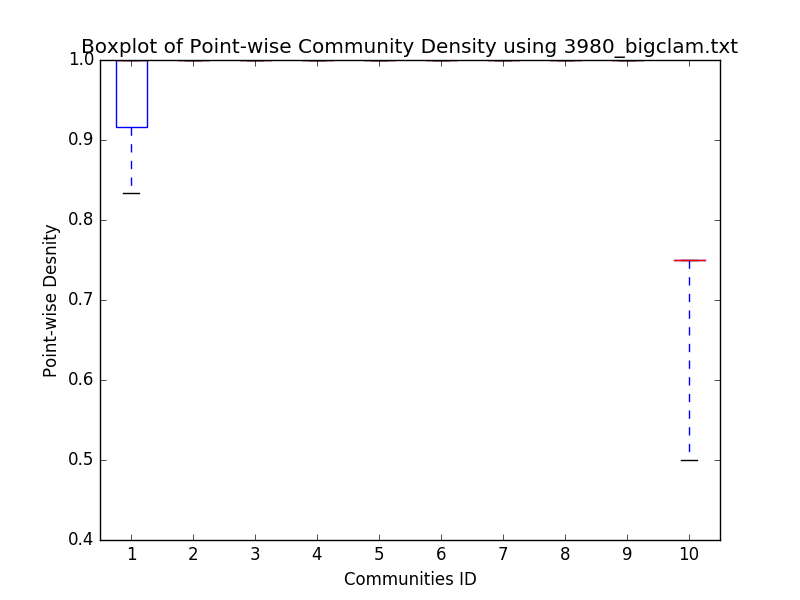 Boxplot of Point-wise Community Density using 3980_bigclam.txt
1.0
0.9
0.8
0.7
0.6
0.5
0.4
Point-wise Desnity
1 2 3 4 5 6 7 8 9 10
Communities ID